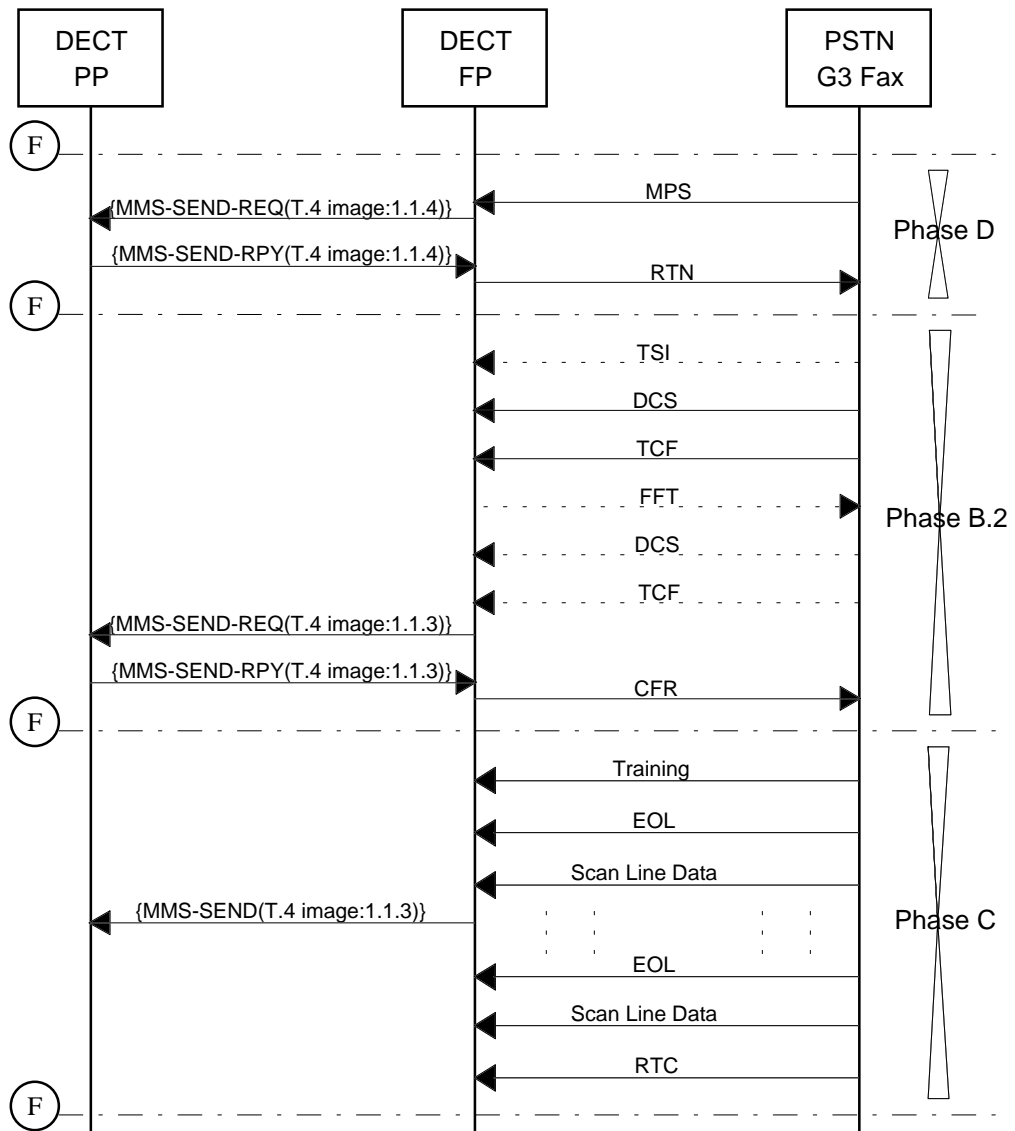 DECT
PP
DECT
FP
PSTN
G3 Fax
F
MPS
{MMS-SEND-REQ(T.4 image:1.1.4)}
Phase D
{MMS-SEND-RPY(T.4 image:1.1.4)}
RTN
F
TSI
DCS
TCF
FFT
Phase B.2
DCS
TCF
{MMS-SEND-REQ(T.4 image:1.1.3)}
{MMS-SEND-RPY(T.4 image:1.1.3)}
CFR
F
Training
EOL
Scan Line Data
{MMS-SEND(T.4 image:1.1.3)}
Phase C
EOL
Scan Line Data
RTC
F